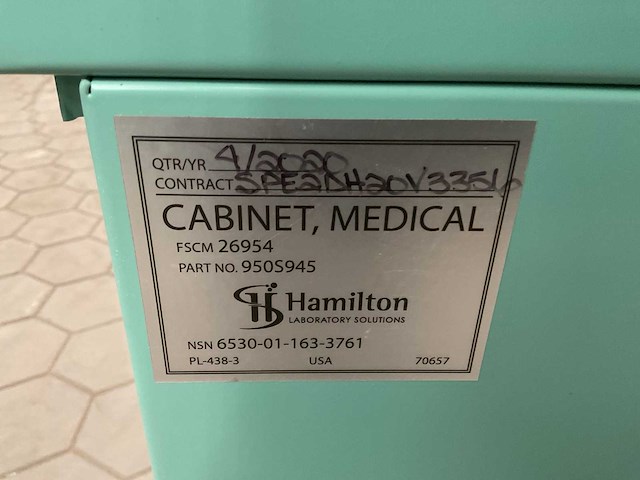 QTR/YR 4/2020
CONTRACT SPE2DH20V3356
CABINET, MEDICAL
FSCM 26954
PART NO. 950S945
Hamilton
LABORATORY SOLUTIONS
NSN 6530-01-163-3761
PL-438-3 USA 70657